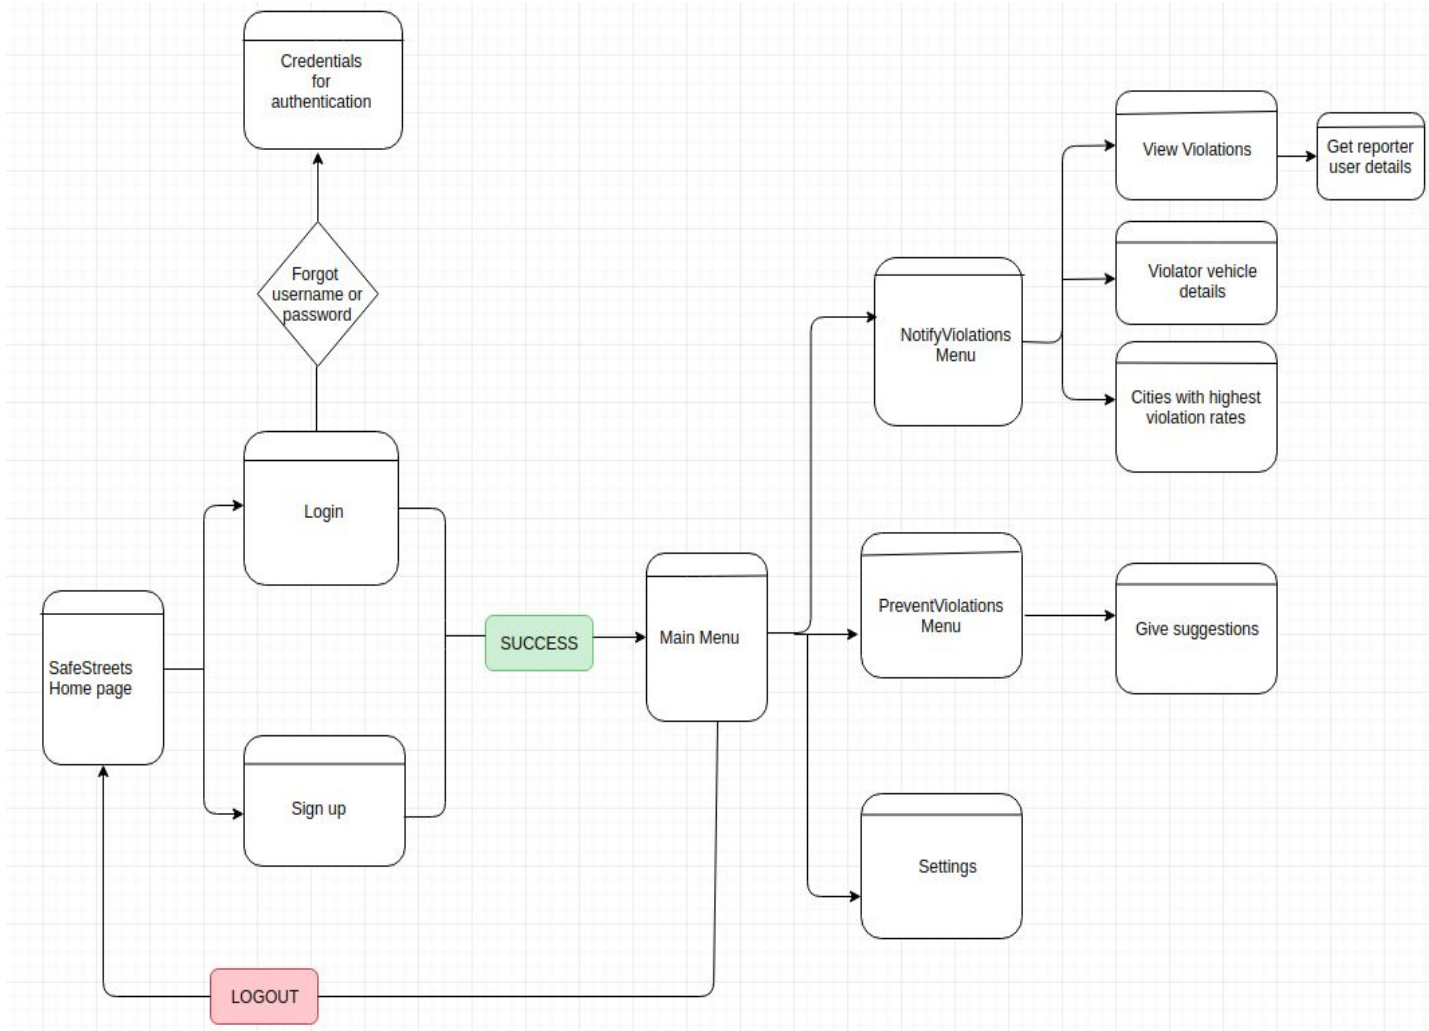 Credentials
for
authentication
Forgot
username or
password
Login
SafeStreets
Home page
Sign up
SUCCESS
LOGOUT
Main Menu
NotifyViolations
Menu
View Violations
Get reporter
user details
Violator vehicle
details
Cities with highest
violation rates
PreventViolations
Menu
Give suggestions
Settings